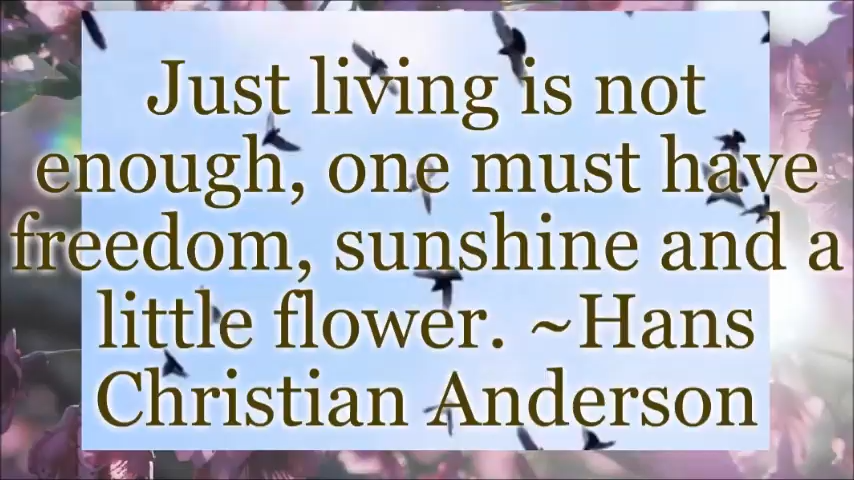 Just living is not
enough, one must have
freedom, sunshine and a
little flower. ~Hans
Christian Anderson